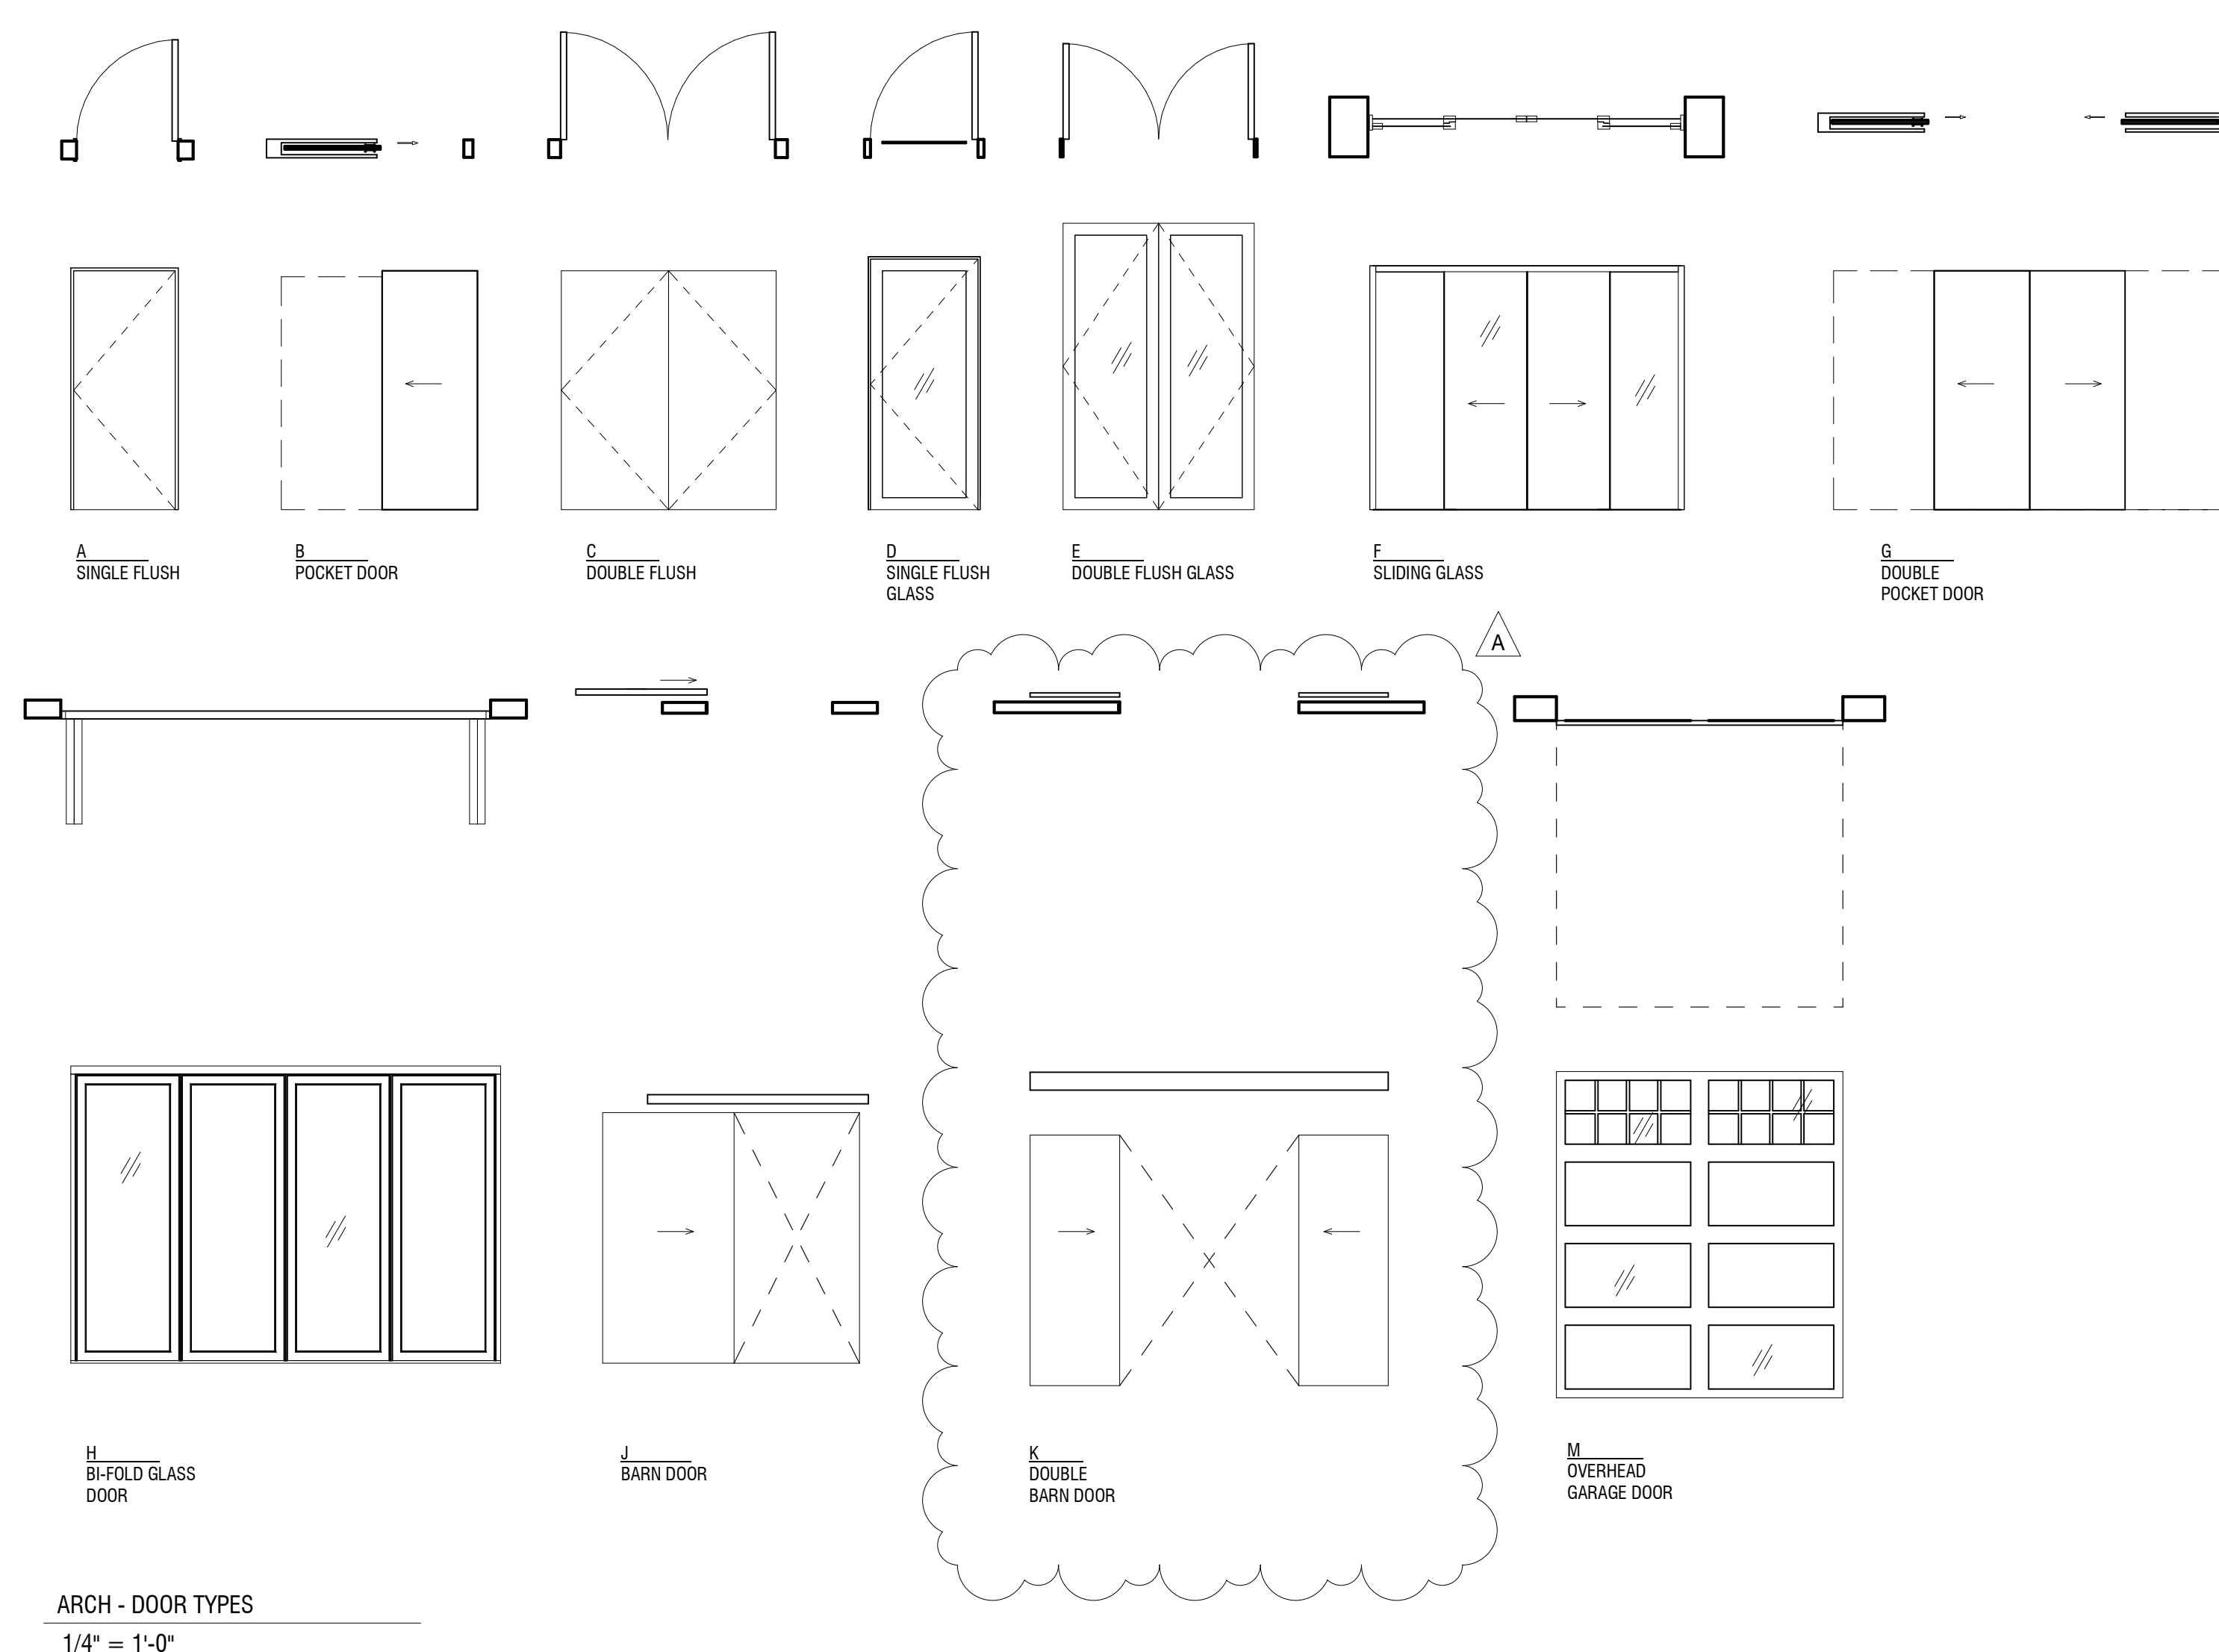 A
SINGLE FLUSH
B
POCKET DOOR
C
DOUBLE FLUSH
D
SINGLE FLUSH
GLASS
E
DOUBLE FLUSH GLASS
F
SLIDING GLASS
G
DOUBLE
POCKET DOOR
A
H
BI-FOLD GLASS
DOOR
J
BARN DOOR
K
DOUBLE
BARN DOOR
M
OVERHEAD
GARAGE DOOR
ARCH - DOOR TYPES
1/4" = 1'-0"